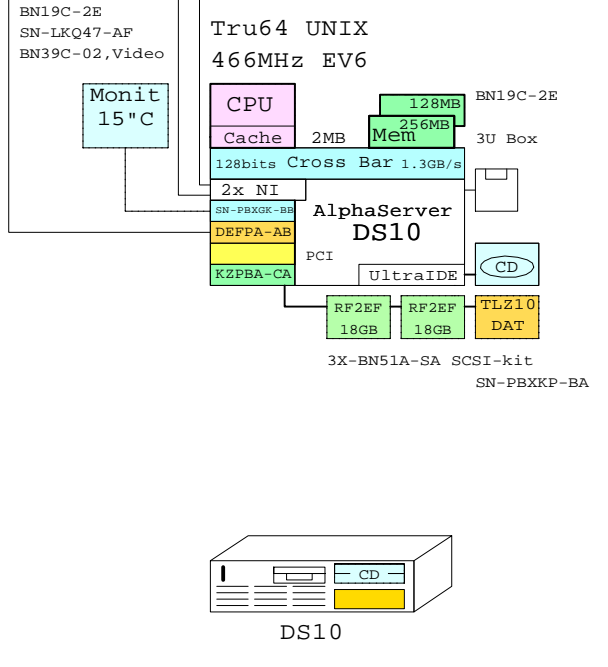 BN19C-2E
SN-LKQ47-AF
BN39C-02,Video
Tru64 UNIX
466MHz EV6
Monit
15"C
CPU
Cache
2MB
128MB
256MB
Mem
BN19C-2E
3U Box
128bits Cross Bar 1.3GB/s
2x NI
SN-PBXGK-BB
DEFPA-AB
KZPBA-CA
PCI
AlphaServer
DS10
UltraIDE
CD
RF2EF
18GB
RF2EF
18GB
TLZ10
DAT
3X-BN51A-SA SCSI-kit
SN-PBXKP-BA
CD
DS10